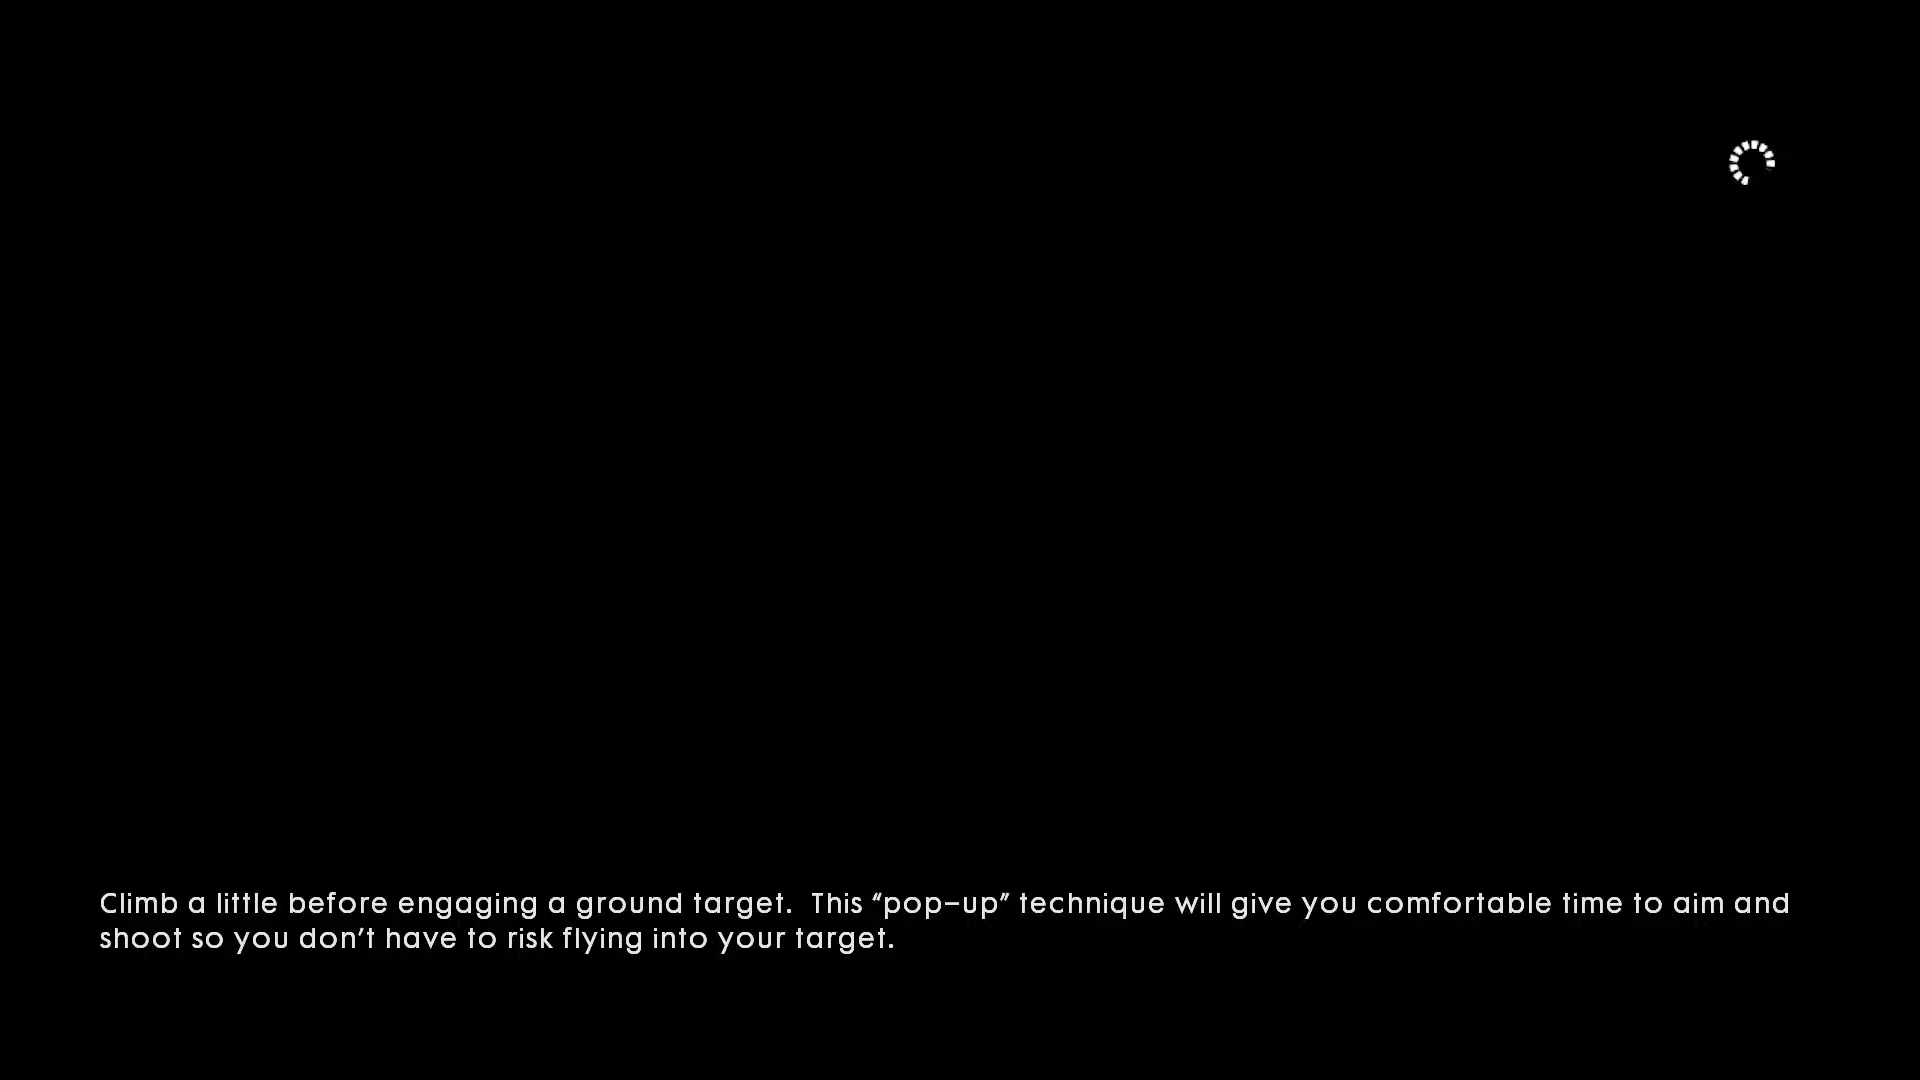 Climb a little before engaging a ground target.  This “pop-up” technique will give you comfortable time to aim and
shoot so you don’t have to risk flying into your target.